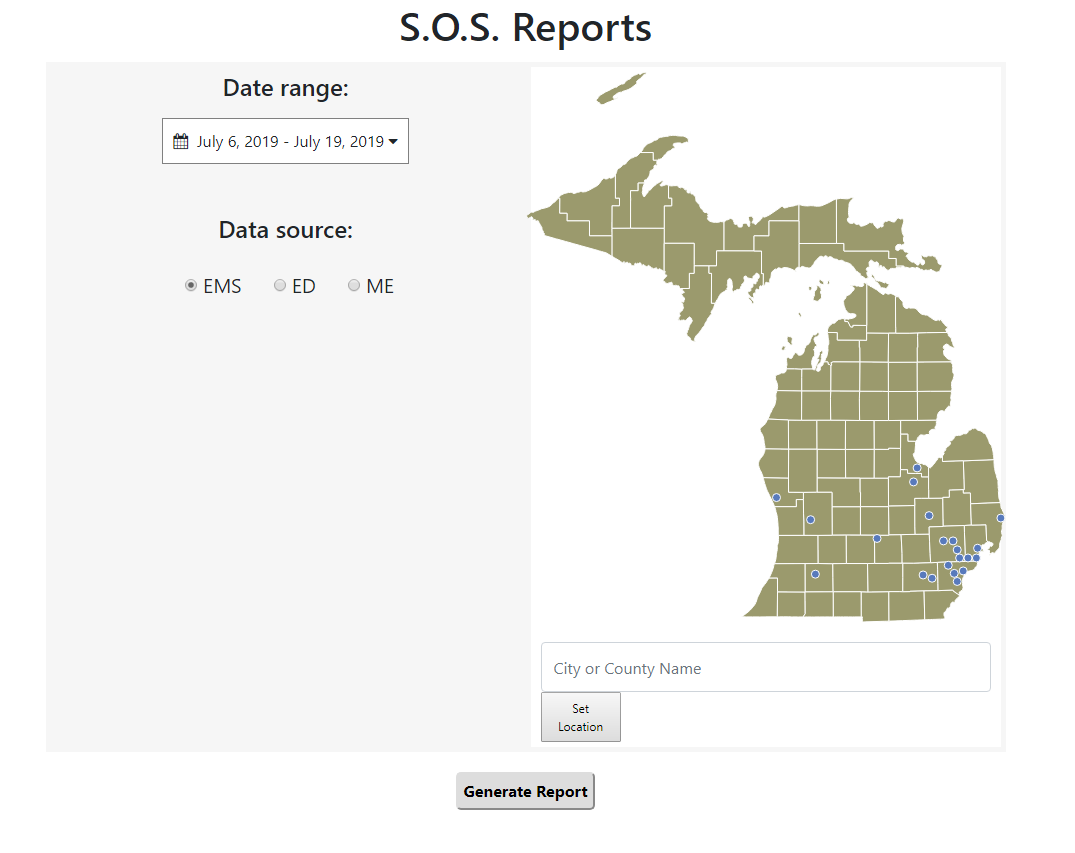 S.O.S. Reports
Date range:
July 6, 2019 - July 19, 2019
Data source:
EMS ED ME
City or County Name
Set
Location
Generate Report